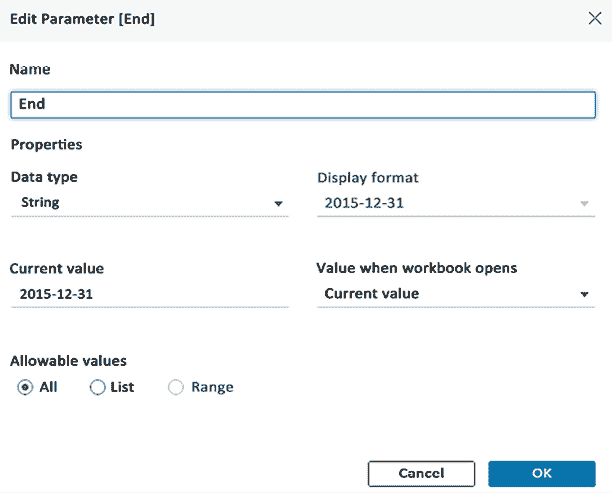 Edit Parameter [End]
Name
End
Properties
Data type Display format
String 2015-12-31
Current value Value when workbook opens
2015-12-31 Current value
Allowable values
All List Range
Cancel OK